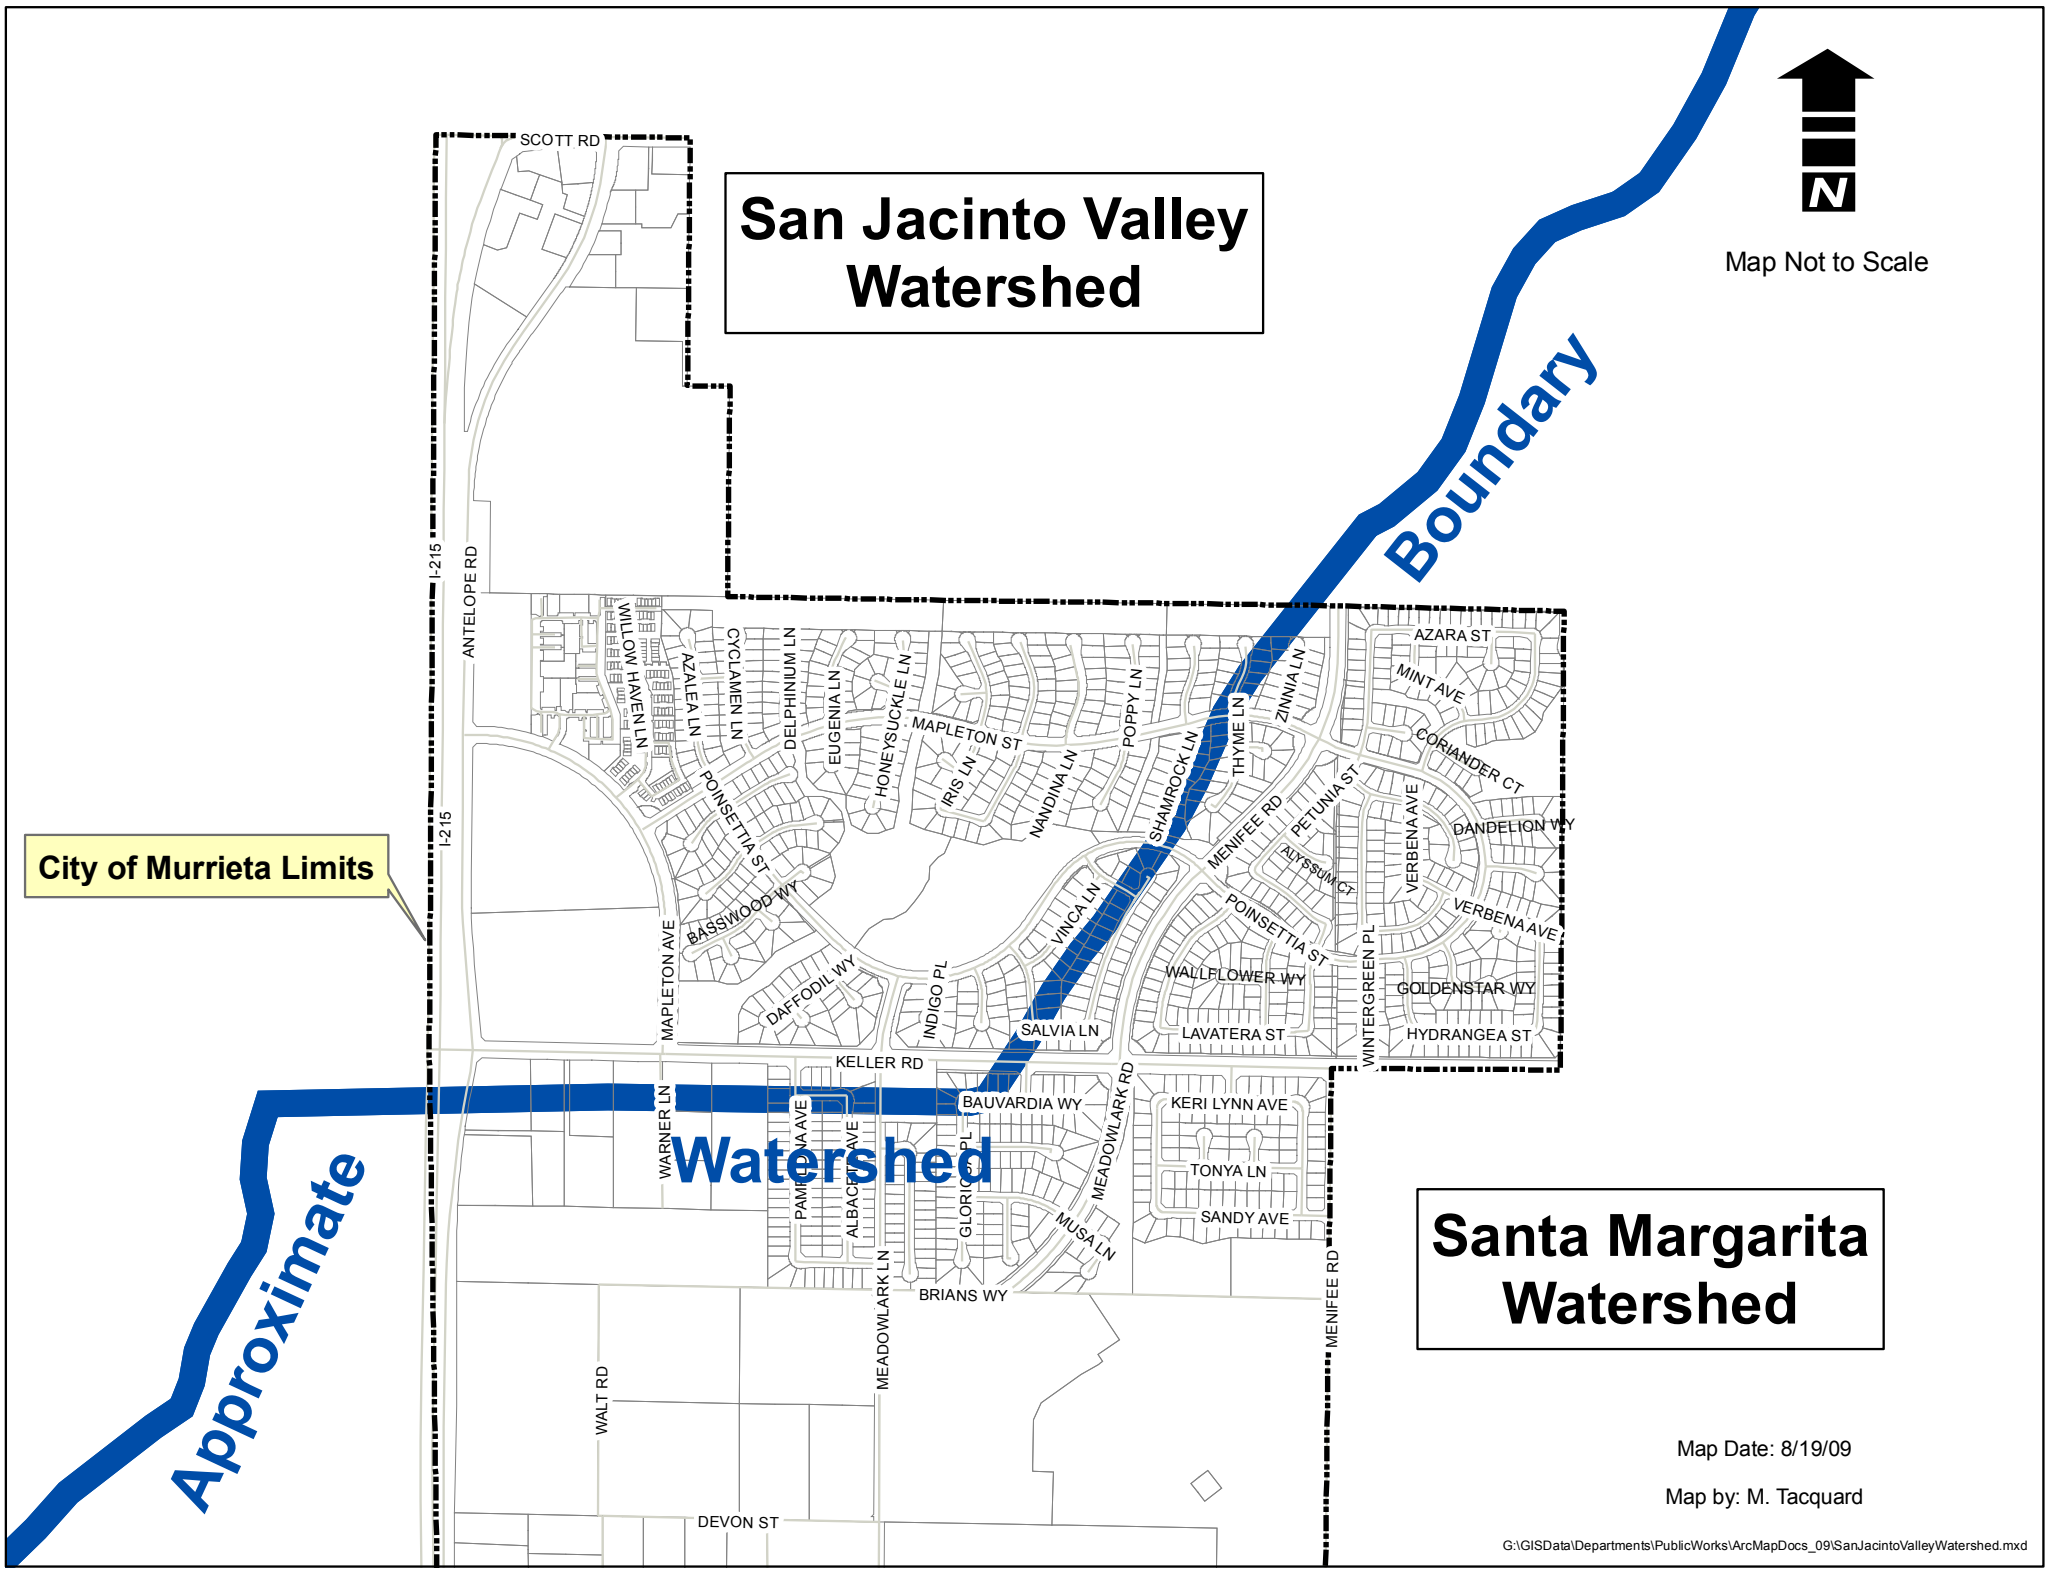 SCOTT RD
San Jacinto Valley
Watershed
N
Map Not to Scale
Boundary
I-215
ANTELOPE RD
WILLOW HAVEN LN
AZALEA LN
CYCLAMEN LN
DELPHINIUM LN
EUGENIA LN
HONEYSUCKLE LN
MAPLETON ST
IRIS LN
NANDINA LN
POPPY LN
SHAMROCK LN
THYME LN
ZINNIA LN
AZARA ST
MINT AVE
CORIANDER CT
POINSETTIA ST
MENIFEE RD
PETUNIA ST
ALYSSUM CT
VERBENA AVE
DANDELION WY
I-215
City of Murrieta Limits
BASSWOOD WY
MAPLETON AVE
DAFFODIL WY
INDIGO PL
VINCA LN
SALVIA LN
POINSETTIA ST
WALLFLOWER WY
LAVATERA ST
WINTERGREEN PL
VERBENA AVE
GOLDENSTAR WY
HYDRANGEA ST
KELLER RD
WARNER LN
PAMPLONA AVE
ALBACETE AVE
BAUVARDIA WY
GLORIOSA PL
MEADOWLARK RD
KERI LYNN AVE
TONYA LN
SANDY AVE
MUSA LN
Watershed
Approximate
MEADOWLARK LN
BRIANS WY
MENIFEE RD
Santa Margarita
Watershed
WALT RD
DEVON ST
Map Date: 8/19/09
Map by: M. Tacquard
G:\GISData\Departments\PublicWorks\ArcMapDocs_09\SanJacintoValleyWatershed.mxd